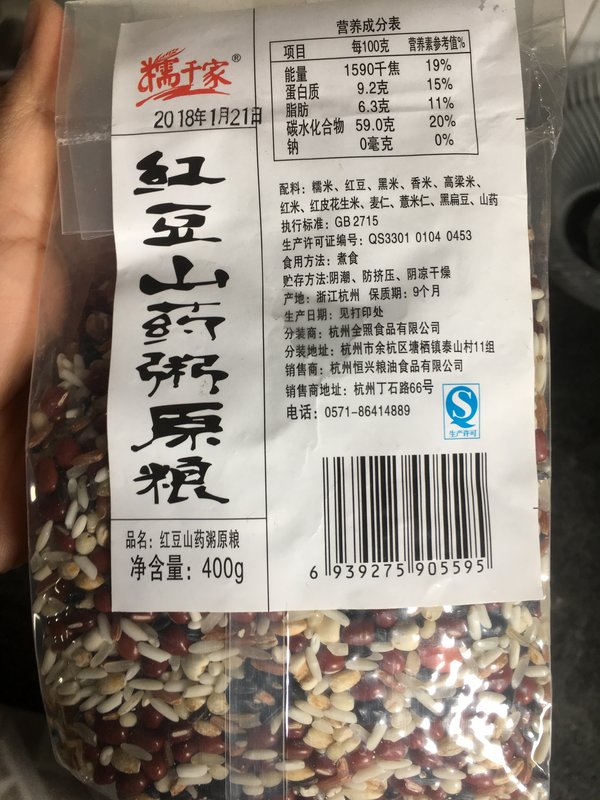 糯千家®
2018年1月21日
红豆山药粥原粮
品名：红豆山药粥原粮
净含量：400g
营养成分表
项目 每100克 营养素参考值%
能量 1590千焦 19%
蛋白质 9.2克 15%
脂肪 6.3克 11%
碳水化合物 59.0克 20%
钠 0毫克 0%
配料：糯米、红豆、黑米、香米、高梁米、
红米、红皮花生米、麦仁、薏米仁、黑扁豆、山药
执行标准：GB 2715
生产许可证编号：QS3301 0104 0453
食用方法：煮食
贮存方法:阴潮、防挤压、阴凉干燥
产地：浙江杭州 保质期：9个月
生产日期：见打印处
分装商：杭州全照食品有限公司
分装地址：杭州市余杭区塘栖镇泰山村11组
销售商：杭州恒兴粮油食品有限公司
销售商地址：杭州丁石路66号
电话：0571-86414889
生产许可
6 939275 905595